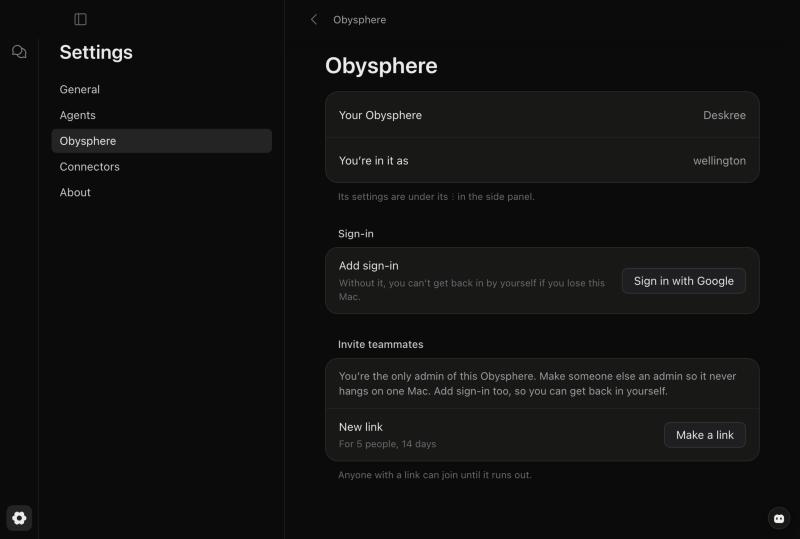 Settings
General
Agents
Obysphere
Connectors
About
Obysphere
Obysphere
Your Obysphere
Deskree
You're in it as
wellington
Its settings are under its ⋮ in the side panel.
Sign-in
Add sign-in
Without it, you can't get back in by yourself if you lose this
Mac.
Sign in with Google
Invite teammates
You're the only admin of this Obysphere. Make someone else an admin so it never
hangs on one Mac. Add sign-in too, so you can get back in yourself.
New link
For 5 people, 14 days
Make a link
Anyone with a link can join until it runs out.